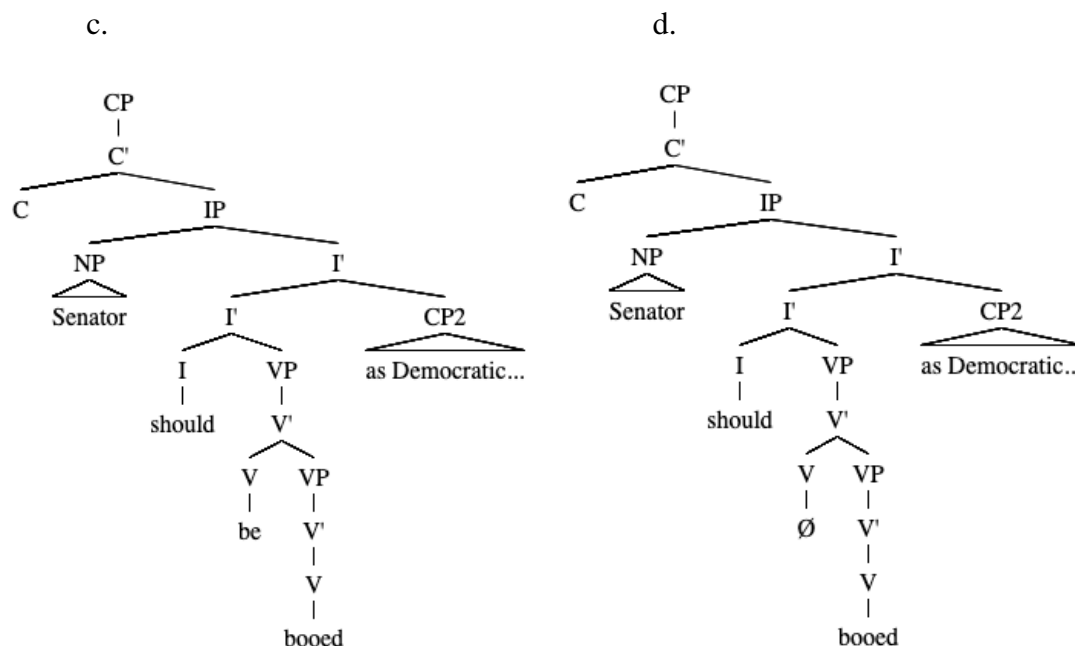 c. d.
CP CP
C' C'
C IP C IP
NP I' NP I'
Senator I' CP2 Senator I' CP2
I VP as Democratic... I VP as Democratic..
should V' should V'
V VP V VP
be V' Ø V'
V V
booed booed